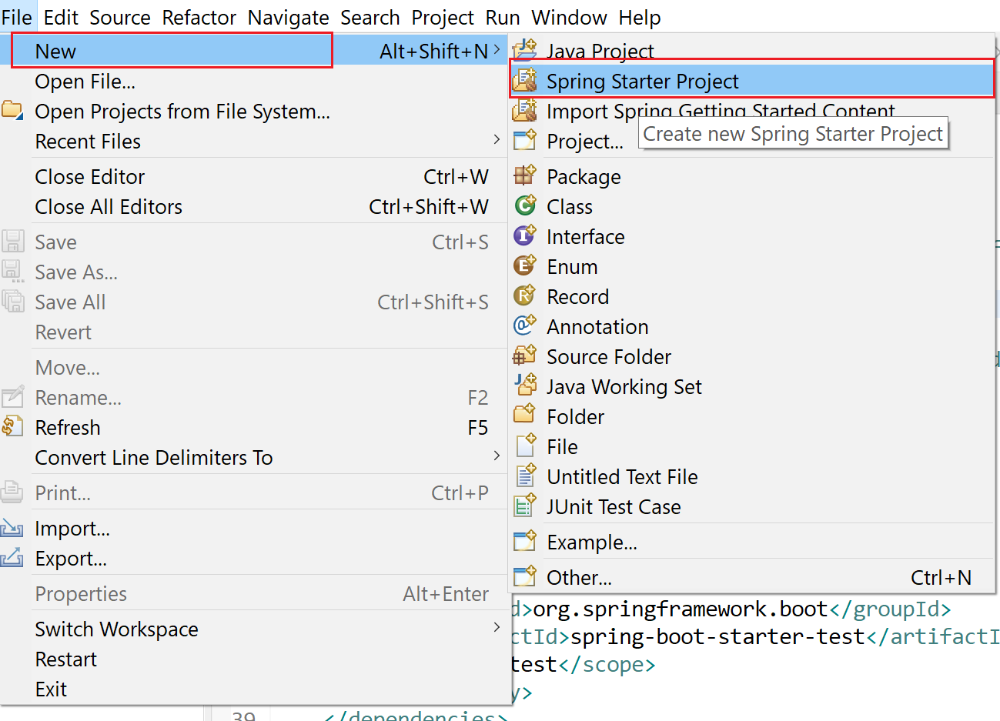 File Edit Source Refactor Navigate Search Project Run Window Help
New Alt+Shift+N
Open File...
Open Projects from File System...
Recent Files
Close Editor Ctrl+W
Close All Editors Ctrl+Shift+W
Save Ctrl+S
Save As...
Save All Ctrl+Shift+S
Revert
Move...
Rename... F2
Refresh F5
Convert Line Delimiters To
Print... Ctrl+P
Import...
Export...
Properties Alt+Enter
Switch Workspace
Restart
Exit
Java Project
Spring Starter Project
Import Spring Getting Started Content
Create new Spring Starter Project
Project...
Package
Class
Interface
Enum
Record
Annotation
Source Folder
Java Working Set
Folder
File
Untitled Text File
JUnit Test Case
Example...
Other... Ctrl+N
d>org.springframework.boot</groupId>
ctId>spring-boot-starter-test</artifactI
test</scope>
y>
39 </dependencies>